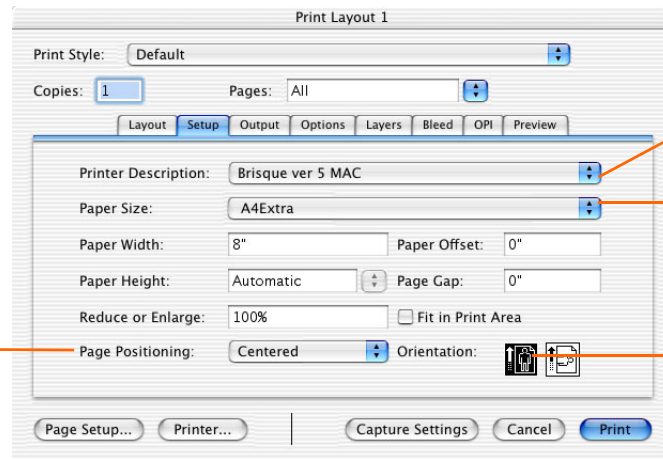 Print Layout 1
Print Style: Default
Copies: 1 Pages: All
Layout Setup Output Options Layers Bleed OPI Preview
Printer Description: Brisque ver 5 MAC
Paper Size: A4Extra
Paper Width: 8" Paper Offset: 0"
Paper Height: Automatic Page Gap: 0"
Reduce or Enlarge: 100% Fit in Print Area
Page Positioning: Centered Orientation:
Page Setup... Printer... Capture Settings Cancel Print